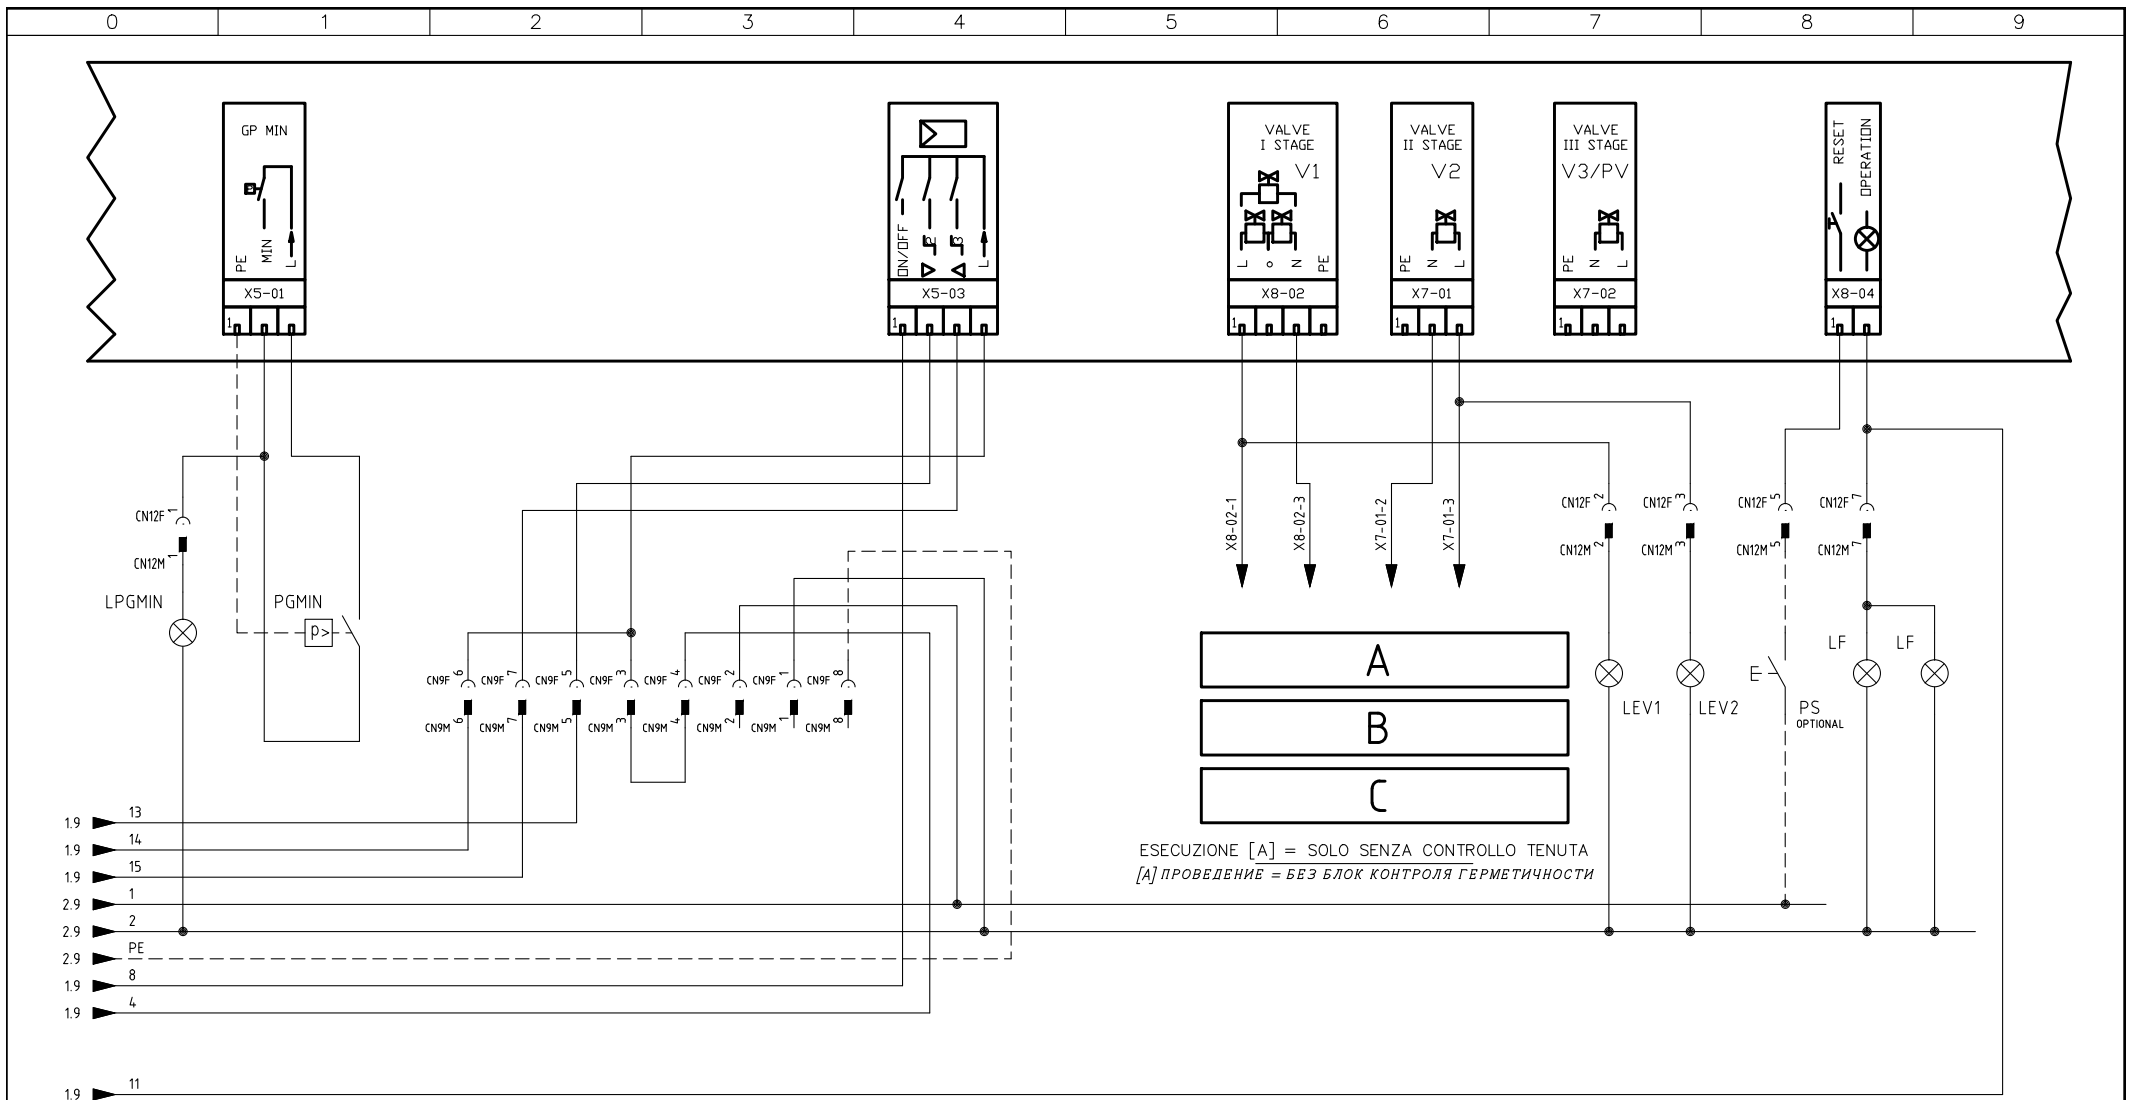 0 1 2 3 4 5 6 7 8 9
GP MIN
PE
MIN
L
X5-01
1
ON/OFF
2
3
L
X5-03
1
VALVE
I STAGE
V1
L
N
PE
X8-02
1
VALVE
II STAGE
V2
PE
N
L
X7-01
VALVE
III STAGE
V3/PV
PE
N
L
X7-02
RESET
OPERATION
X8-04
1
CN12F 1
CN12M 1
LPGMIN
PGMIN
P>
X8-02-1
X8-02-3
X7-01-2
X7-01-3
CN12F 2
CN12M 2
CN12F 3
CN12M 3
CN12F 5
CN12M 5
CN12F 7
CN12M 7
CN9F 6
CN9F 7
CN9F 5
CN9F 3
CN9F 4
CN9F 2
CN9F 1
CN9F 8
CN9M 6
CN9M 7
CN9M 5
CN9M 3
CN9M 4
CN9M 2
CN9M 1
CN9M 8
A
B
C
LEV1
LEV2
PS
OPTIONAL
LF
LF
ESECUZIONE [A] = SOLO SENZA CONTROLLO TENUTA
[A] ПРОВЕДЕНИЕ = БЕЗ БЛОК КОНТРОЛЯ ГЕРМЕТИЧНОСТИ
1.9 13
1.9 14
1.9 15
2.9 1
2.9 2
2.9 PE
1.9 8
1.9 4
1.9 11